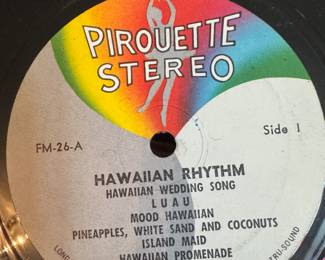 PIROUETTE
STEREO
FM-26-A
Side 1
HAWAIIAN RHYTHM
HAWAIIAN WEDDING SONG
LUAU
MOOD HAWAIIAN
PINEAPPLES, WHITE SAND AND COCONUTS
ISLAND MAID
HAWAIIAN PROMENADE